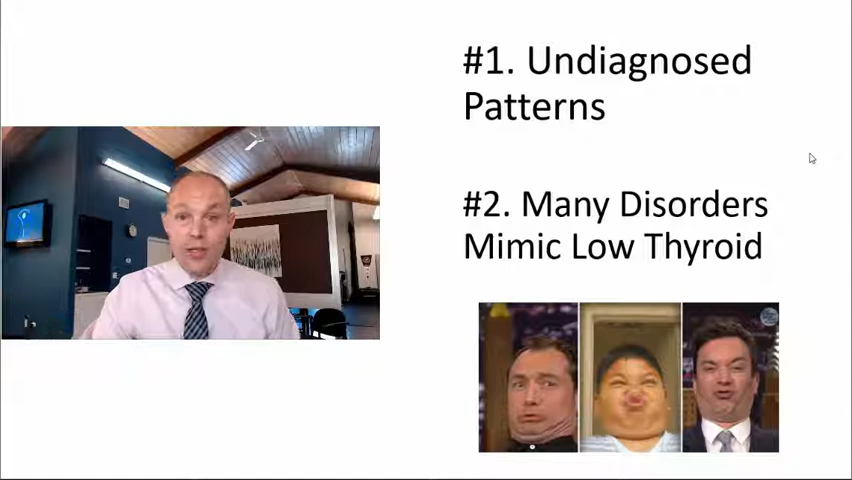 #1. Undiagnosed
Patterns
#2. Many Disorders
Mimic Low Thyroid